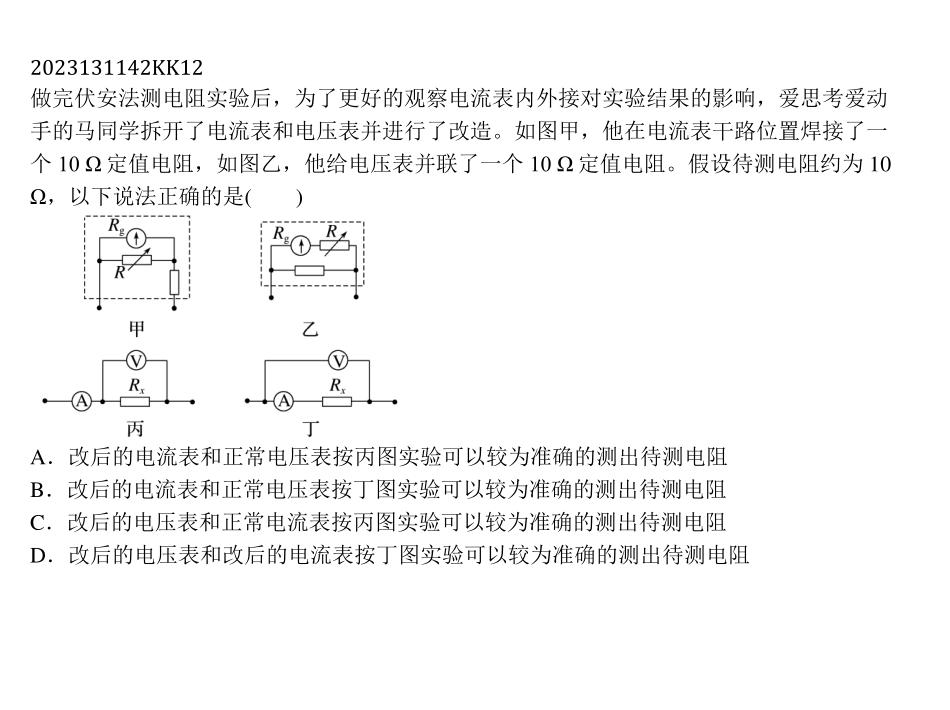 2023131142KK12
做完伏安法测电阻实验后，为了更好的观察电流表内外接对实验结果的影响，爱思考爱动
手的马同学拆开了电流表和电压表并进行了改造。如图甲，他在电流表干路位置焊接了一
个 10 Ω 定值电阻，如图乙，他给电压表并联了一个 10 Ω 定值电阻。假设待测电阻约为 10
Ω，以下说法正确的是(　　)
Rg R
Rg R
甲 乙
V V
A Rx A Rx
丙 丁
A．改后的电流表和正常电压表按丙图实验可以较为准确的测出待测电阻
B．改后的电流表和正常电压表按丁图实验可以较为准确的测出待测电阻
C．改后的电压表和正常电流表按丙图实验可以较为准确的测出待测电阻
D．改后的电压表和改后的电流表按丁图实验可以较为准确的测出待测电阻